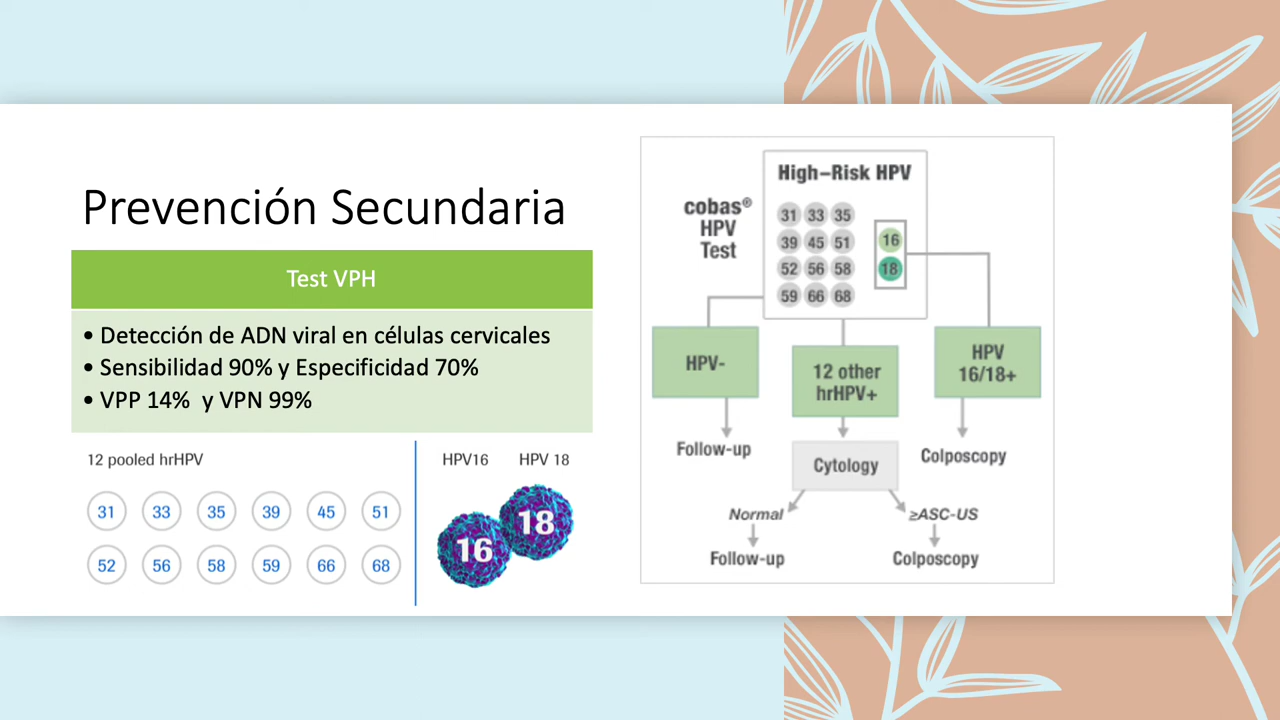 Prevención Secundaria
Test VPH
• Detección de ADN viral en células cervicales
• Sensibilidad 90% y Especificidad 70%
• VPP 14% y VPN 99%
12 pooled hrHPV
31 33 35 39 45 51
52 56 58 59 66 68
HPV16 HPV 18
16 18
cobas®
HPV
Test
High–Risk HPV
31 33 35
39 45 51
52 56 58
59 66 68
16
18
HPV-
12 other
hrHPV+
HPV
16/18+
Follow-up
Cytology
Colposcopy
Normal
≥ASC-US
Follow-up
Colposcopy